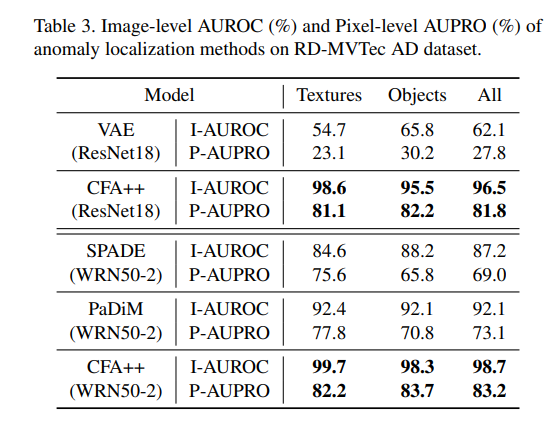 Table 3. Image-level AUROC (%) and Pixel-level AUPRO (%) of
anomaly localization methods on RD-MVTec AD dataset.
Model Textures Objects All
VAE I-AUROC 54.7 65.8 62.1
(ResNet18) P-AUPRO 23.1 30.2 27.8
CFA++ I-AUROC 98.6 95.5 96.5
(ResNet18) P-AUPRO 81.1 82.2 81.8
SPADE I-AUROC 84.6 88.2 87.2
(WRN50-2) P-AUPRO 75.6 65.8 69.0
PaDiM I-AUROC 92.4 92.1 92.1
(WRN50-2) P-AUPRO 77.8 70.8 73.1
CFA++ I-AUROC 99.7 98.3 98.7
(WRN50-2) P-AUPRO 82.2 83.7 83.2